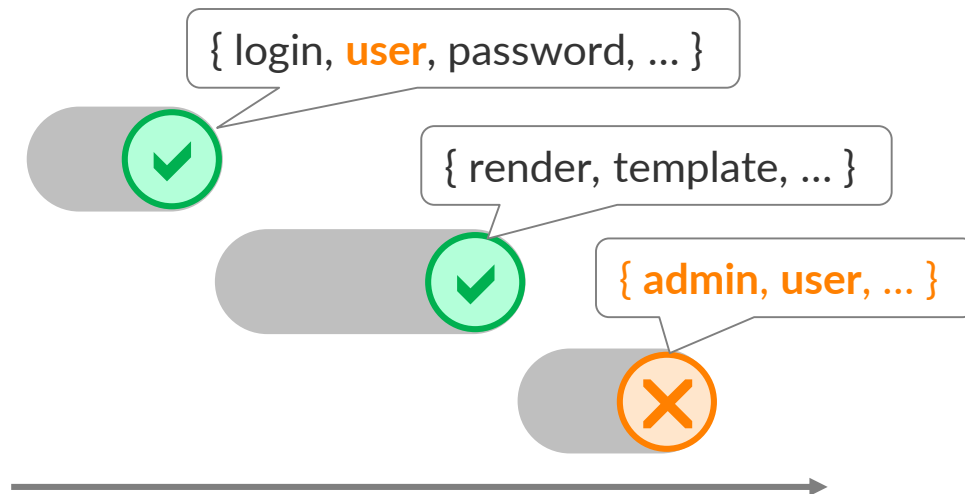 { login, user, password, ... }
{ render, template, ... }
{ admin, user, ... }